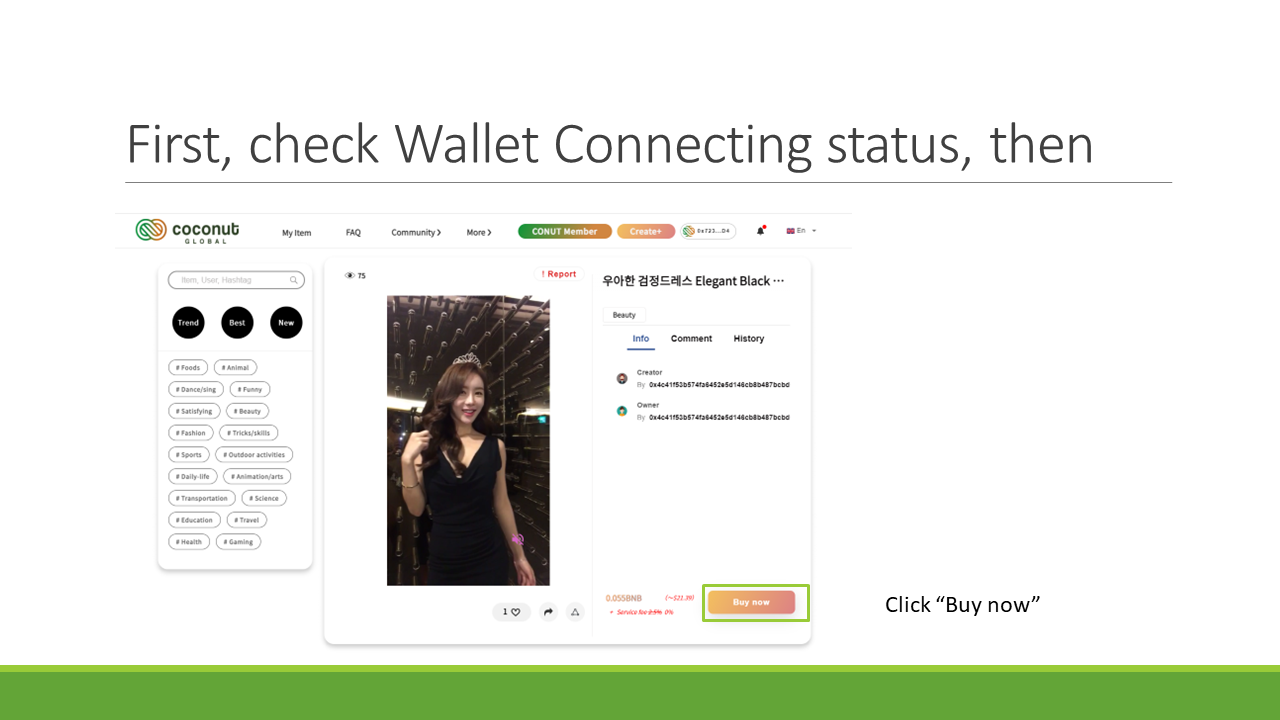 First, check Wallet Connecting status, then
coconut
GLOBAL
My Item
FAQ
Community
More
CONUT Member
Create+
0x723...D4
En
Item, User, Hashtag
Trend
Best
New
# Foods
# Animal
# Dance/sing
# Funny
# Satisfying
# Beauty
# Fashion
# Tricks/skills
# Sports
# Outdoor activities
# Daily-life
# Animation/arts
# Transportation
# Science
# Education
# Travel
# Health
# Gaming
75
! Report
1
우아한 검정드레스 Elegant Black ···
Beauty
Info
Comment
History
Creator
By 0x4c41f53b574fa6452e5d146cb8b487bcbd
Owner
By 0x4c41f53b574fa6452e5d146cb8b487bcbd
0.055BNB
(~$21.39)
+ Service fee 2.5% 0%
Buy now
Click “Buy now”